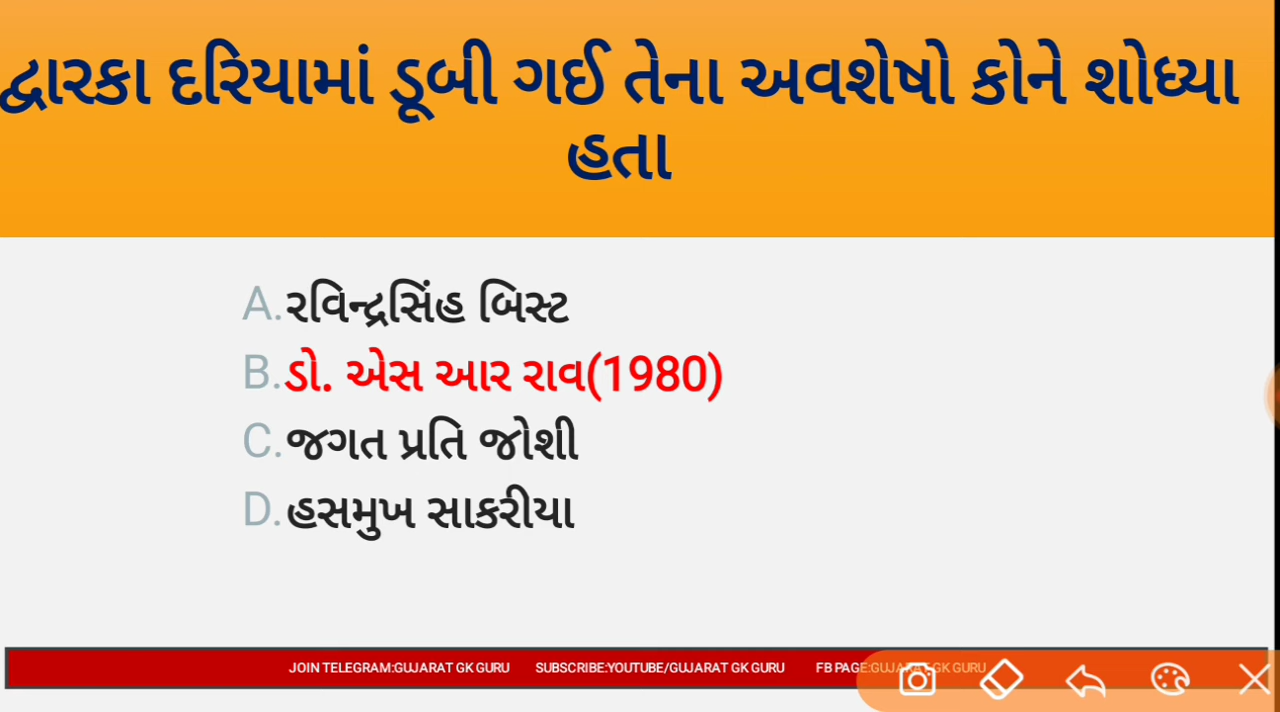 દ્વારકા દરિયામાં ડૂબી ગઈ તેના અવશેષો કોને શોધ્યા
હતા
A.રવિન્દ્રસિંહ બિસ્ટ
B.ડો. એસ આર રાવ(1980)
C.જગત પ્રતિ જોશી
D.હસમુખ સાકરીયા
JOIN TELEGRAM:GUJARAT GK GURU SUBSCRIBE:YOUTUBE/GUJARAT GK GURU FB PAGE:GUJARAT GK GURU